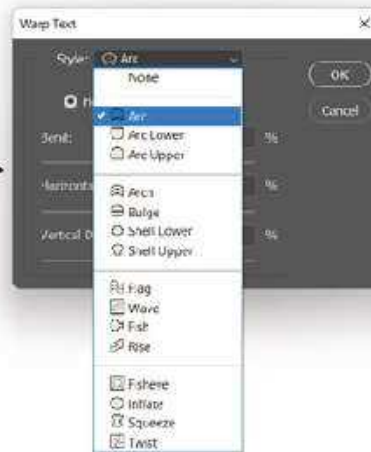 Warp Text
Style: Arc
None
OK
Arc
Cancel
Arc Lower
Bend: %
Arc Upper
Arch
%
Bulge
Shell Lower
Vertical D %
Shell Upper
Flag
Wave
Fish
Rise
Fisheye
Inflate
Squeeze
Twist